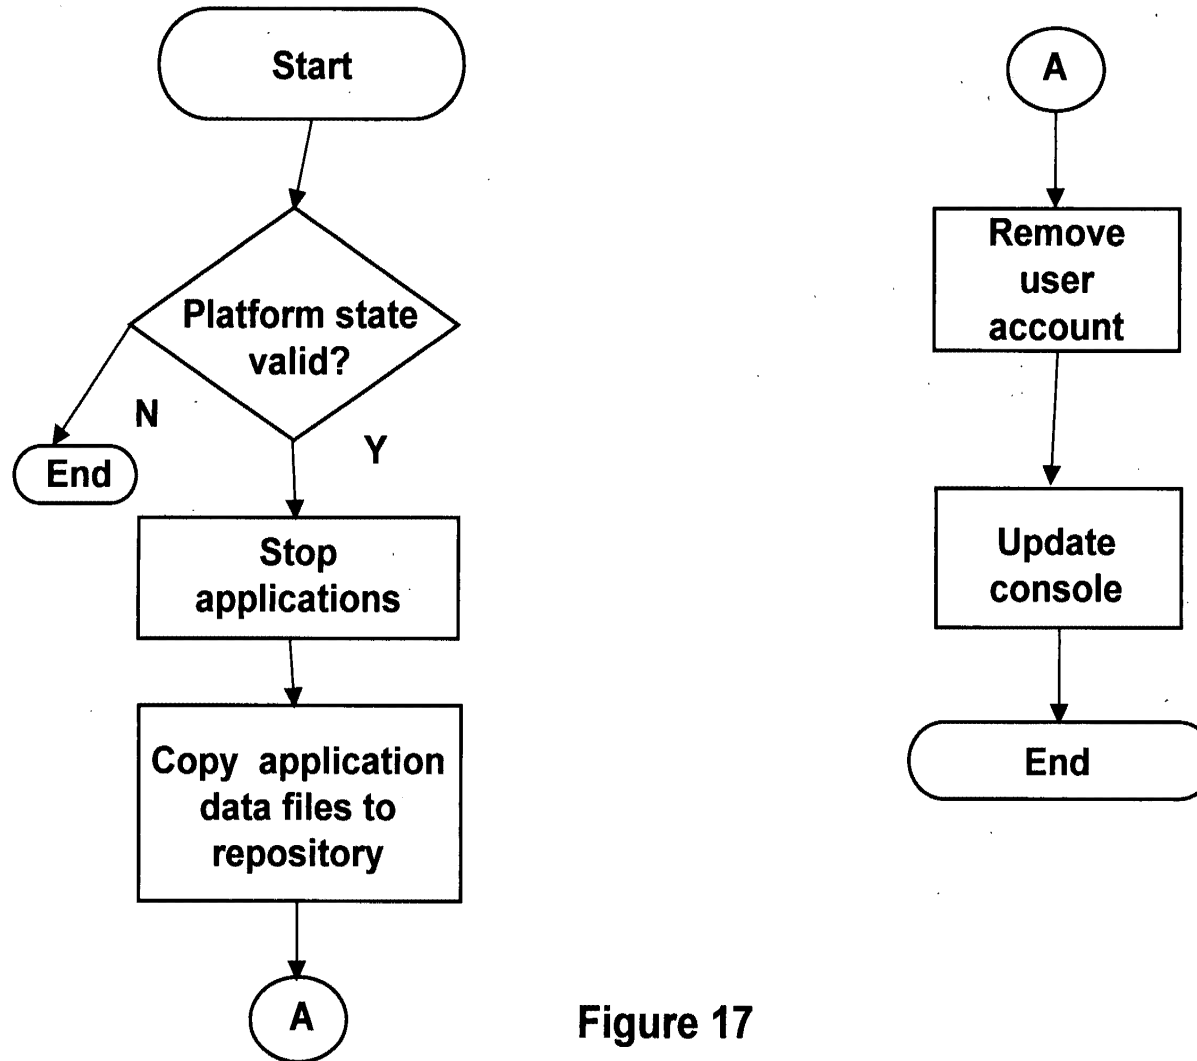 Start
Platform state
valid?
N
Y
End
Stop
applications
Copy application
data files to
repository
A
A
Remove
user
account
Update
console
End
Figure 17